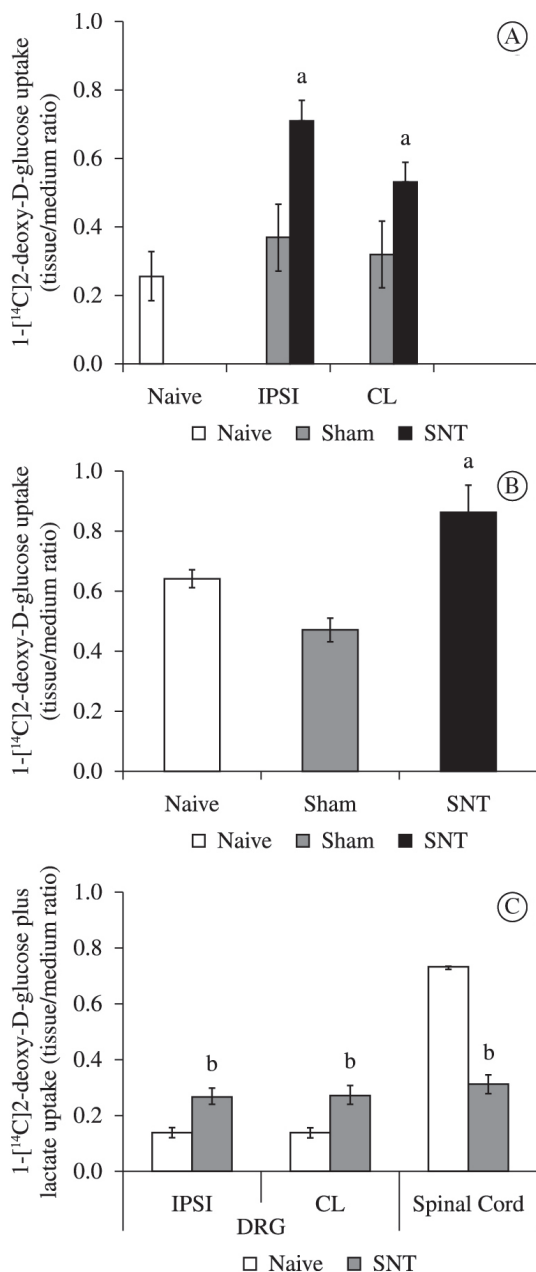 1-[¹⁴C]2-deoxy-D-glucose uptake
(tissue/medium ratio)
1.0
0.8
0.6
0.4
0.2
0.0
A
a
a
Naive IPSI CL
Naive Sham SNT
1-[¹⁴C]2-deoxy-D-glucose uptake
(tissue/medium ratio)
1.0
0.8
0.6
0.4
0.2
0.0
B
a
Naive Sham SNT
Naive Sham SNT
1-[¹⁴C]2-deoxy-D-glucose plus
lactate uptake (tissue/medium ratio)
1.0
0.8
0.6
0.4
0.2
0.0
C
b
b
b
IPSI CL Spinal Cord
DRG
Naive SNT